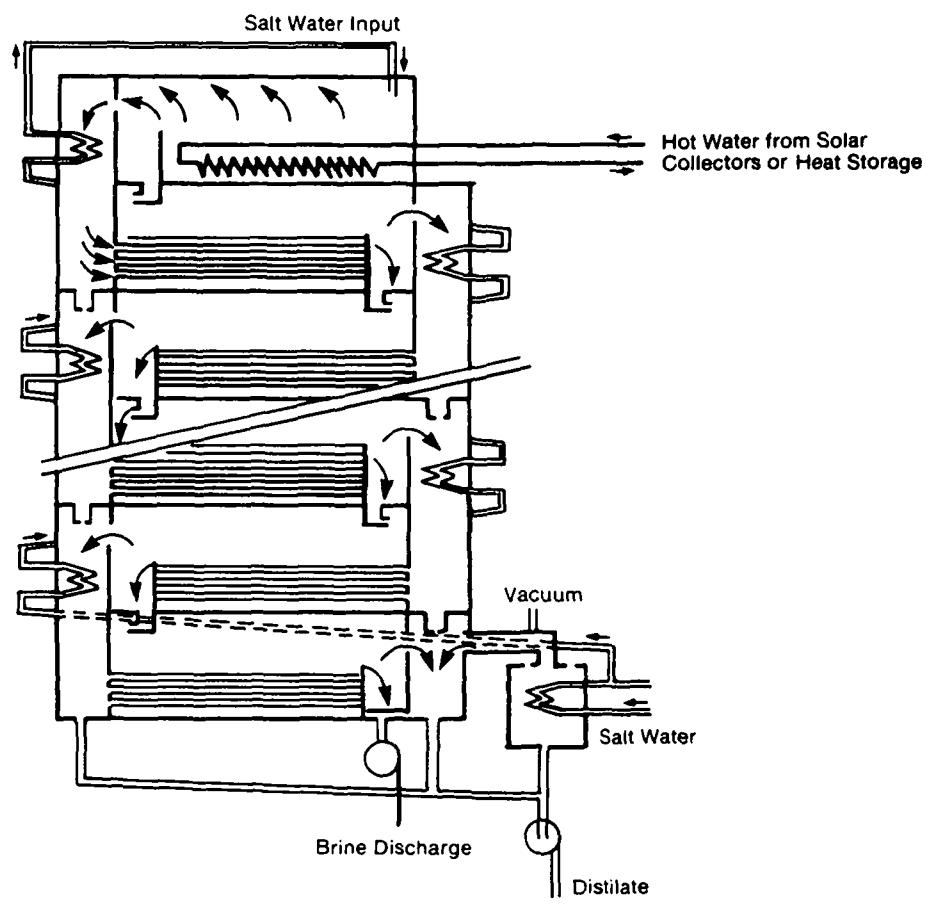 Salt Water Input
Hot Water from Solar
Collectors or Heat Storage
Vacuum
Salt Water
Brine Discharge
Distilate